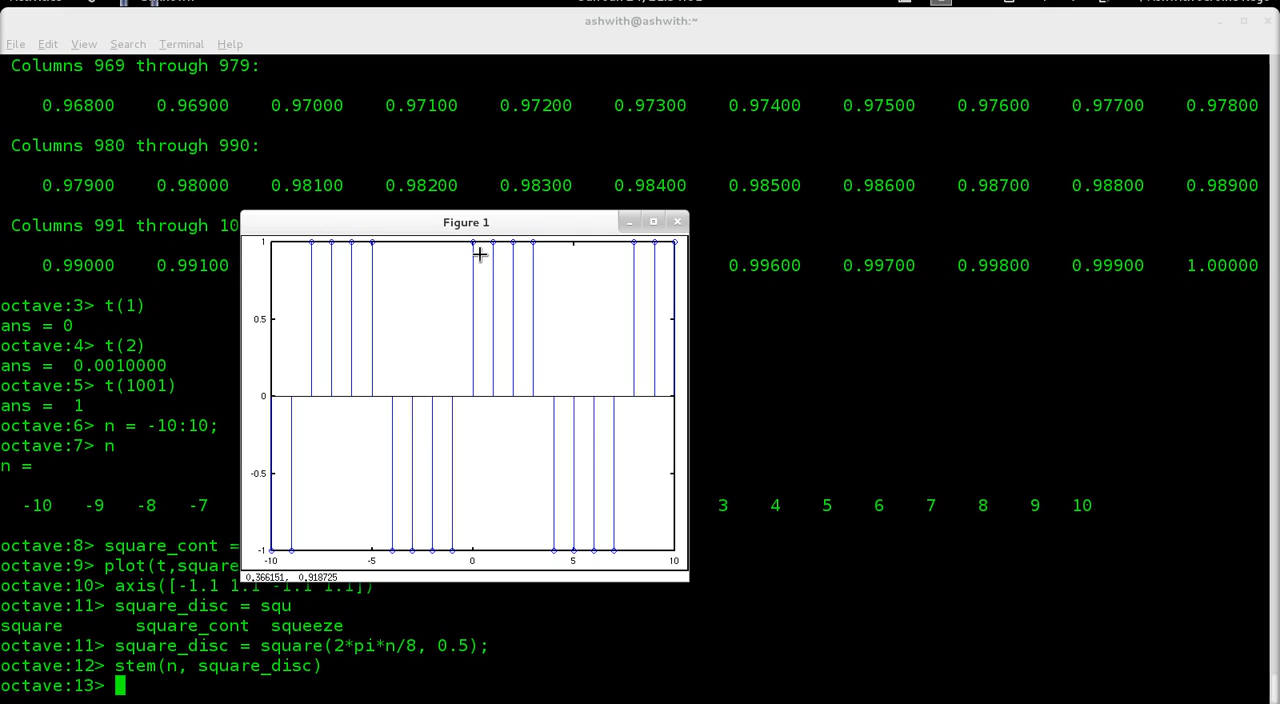 ashwith@ashwith:~
File Edit View Search Terminal Help
Columns 969 through 979:
0.96800 0.96900 0.97000 0.97100 0.97200 0.97300 0.97400 0.97500 0.97600 0.97700 0.97800
Columns 980 through 990:
0.97900 0.98000 0.98100 0.98200 0.98300 0.98400 0.98500 0.98600 0.98700 0.98800 0.98900
Columns 991 through 10
0.99000 0.99100 0.99600 0.99700 0.99800 0.99900 1.00000
octave:3> t(1)
ans = 0
octave:4> t(2)
ans = 0.0010000
octave:5> t(1001)
ans = 1
octave:6> n = -10:10;
octave:7> n
n =
-10 -9 -8 -7 3 4 5 6 7 8 9 10
octave:8> square_cont =
octave:9> plot(t,square
octave:10> axis([-1.1 1.1 -1.1 1.1])
octave:11> square_disc = squ
square square_cont squeeze
octave:11> square_disc = square(2*pi*n/8, 0.5);
octave:12> stem(n, square_disc)
octave:13>
Figure 1
1
0.5
0
-0.5
-1
-10 -5 0 5 10
0.366151, 0.918725